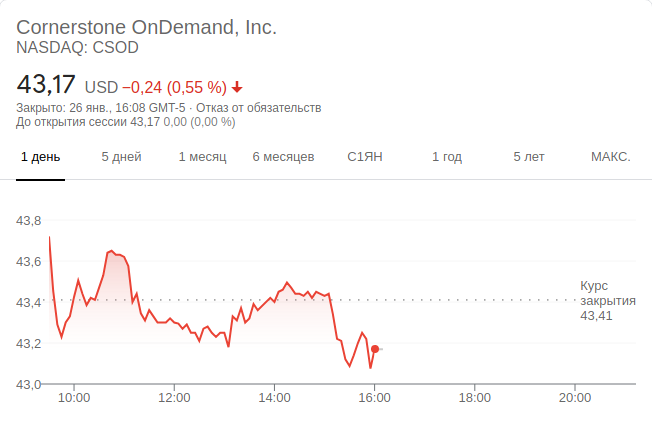 Cornerstone OnDemand, Inc.
NASDAQ: CSOD
43,17 USD −0,24 (0,55 %)
Закрыто: 26 янв., 16:08 GMT-5 · Отказ от обязательств
До открытия сессии 43,17 0,00 (0,00 %)
1 день 5 дней 1 месяц 6 месяцев С1ЯН 1 год 5 лет МАКС.
43,8
43,6
43,4
43,2
43,0
Курс
закрытия
43,41
10:00 12:00 14:00 16:00 18:00 20:00